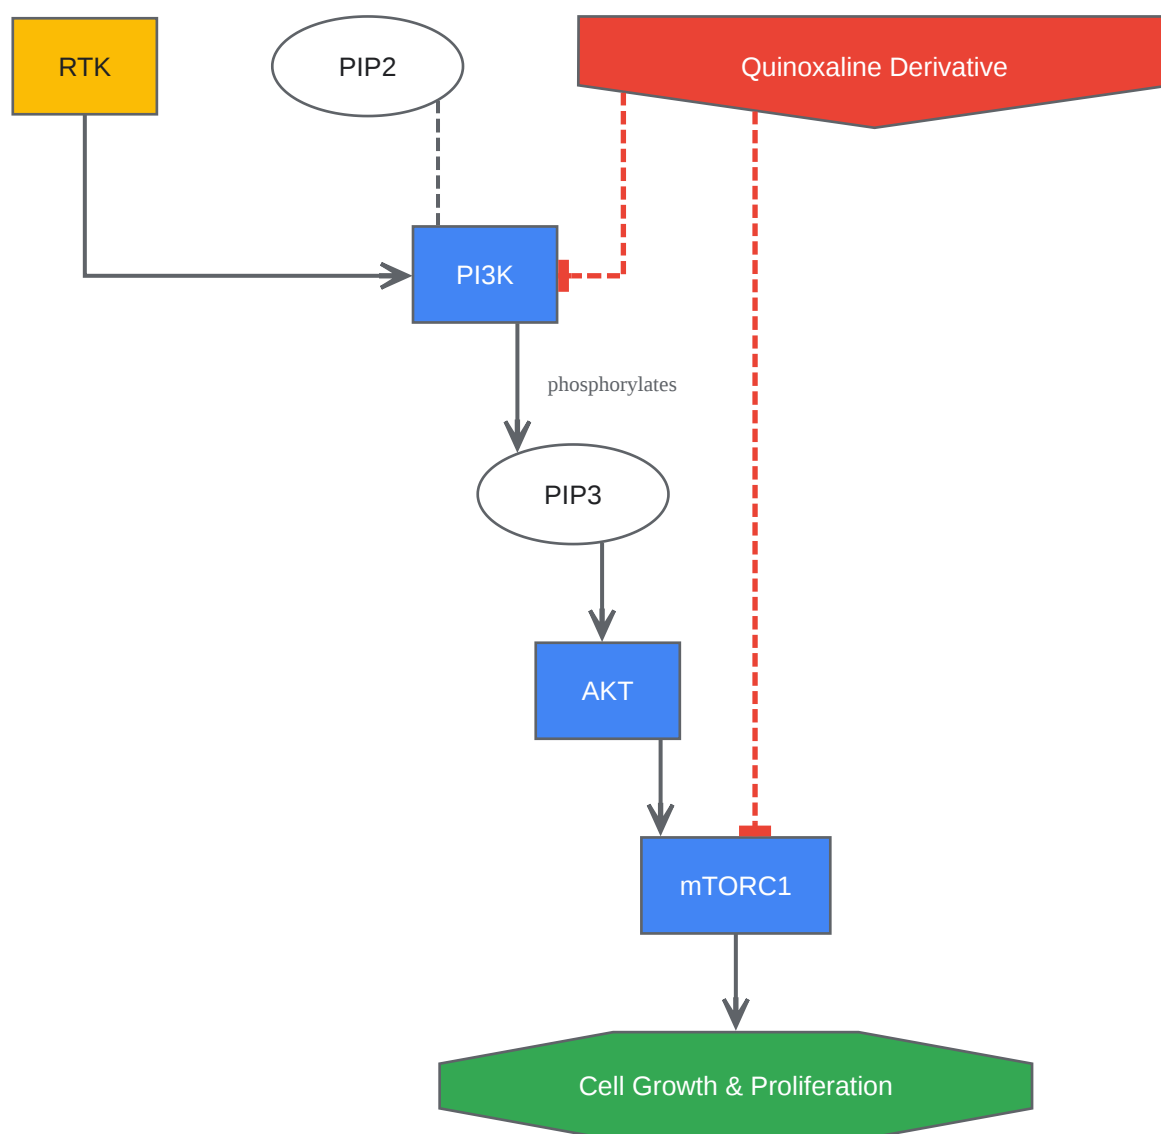 RTK
PIP2
Quinoxaline Derivative
PI3K
phosphorylates
PIP3
AKT
mTORC1
Cell Growth & Proliferation